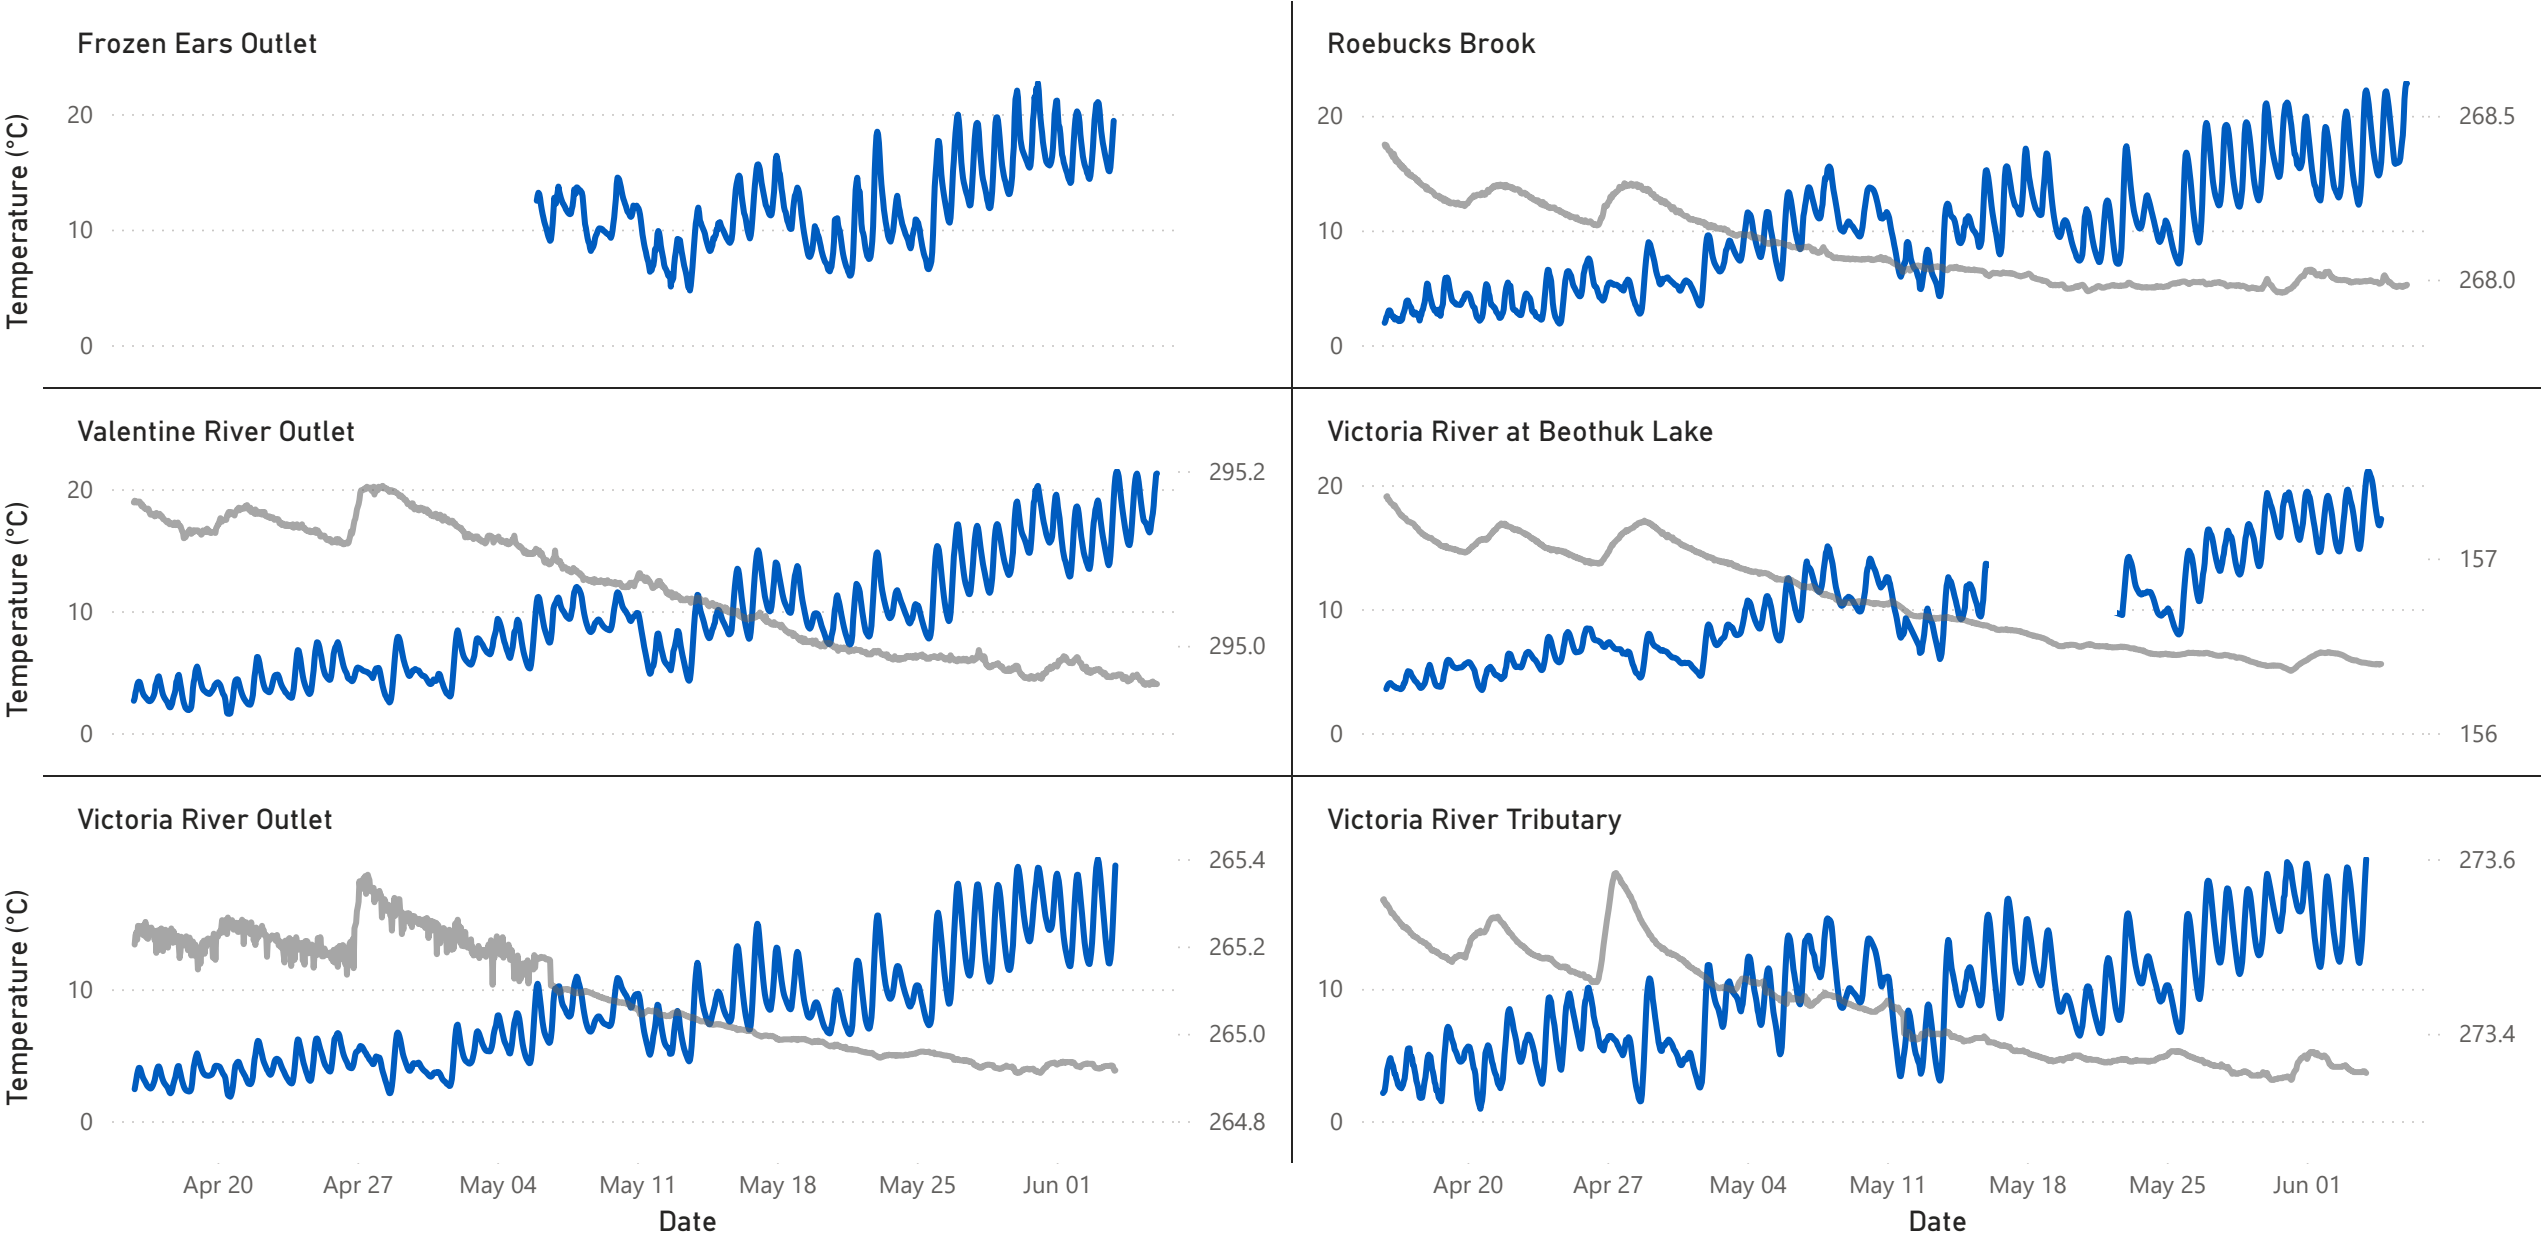 Frozen Ears Outlet
Temperature (°C)
20
10
0
Roebucks Brook
20
10
0
268.5
268.0
Valentine River Outlet
Temperature (°C)
20
10
0
295.2
295.0
Victoria River at Beothuk Lake
20
10
0
157
156
Victoria River Outlet
Temperature (°C)
10
0
265.4
265.2
265.0
264.8
Apr 20 Apr 27 May 04 May 11 May 18 May 25 Jun 01
Date
Victoria River Tributary
10
0
273.6
273.4
Apr 20 Apr 27 May 04 May 11 May 18 May 25 Jun 01
Date